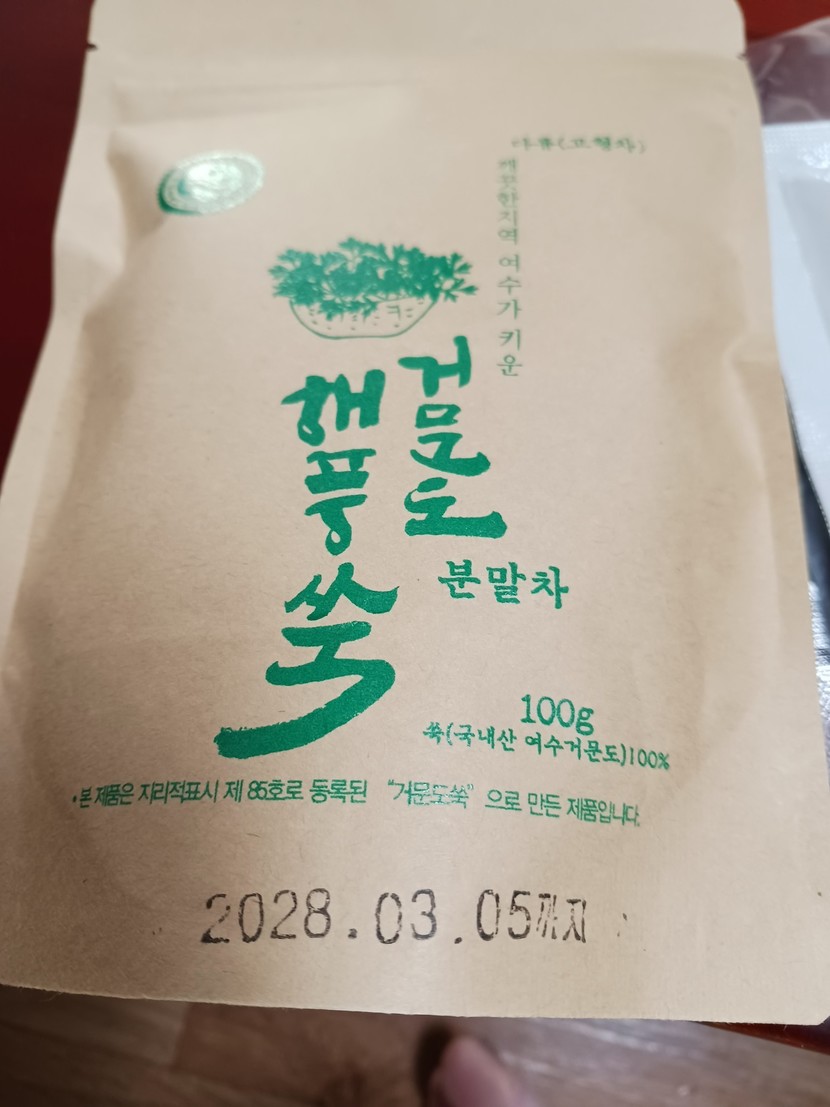 다류(고형차)
깨끗한지역 여수가 키운
거문도
해풍쑥
분말차
100g
쑥(국내산 여수거문도)100%
•본 제품은 지리적표시 제 85호로 등록된 "거문도쑥" 으로 만든 제품입니다.
2028.03.05까지